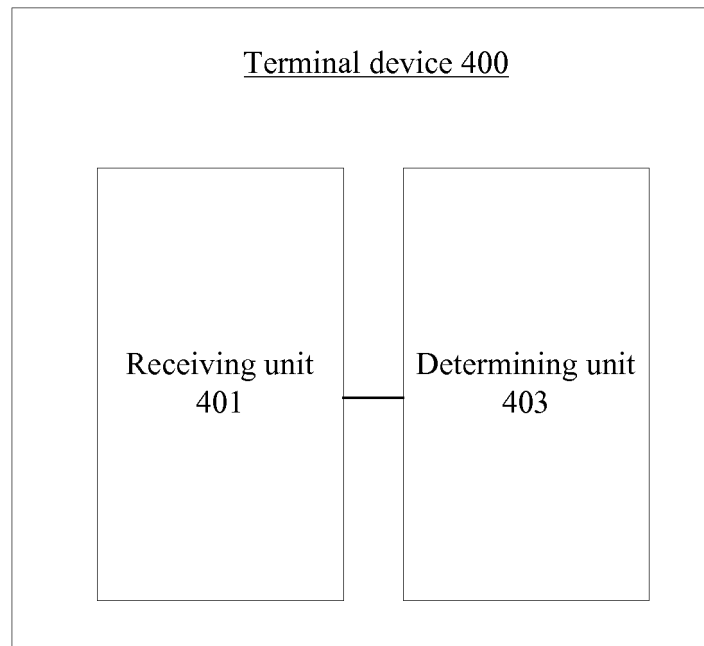 Terminal device 400
Receiving unit
401
Determining unit
403